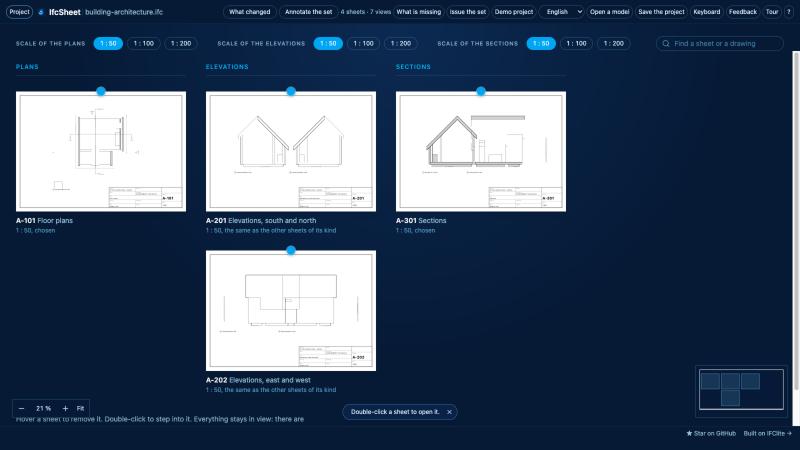 Project IfcSheet building-architecture.ifc What changed Annotate the set 4 sheets · 7 views What is missing Issue the set Demo project English Open a model Save the project Keyboard Feedback Tour ?
SCALE OF THE PLANS 1 : 50 1 : 100 1 : 200 SCALE OF THE ELEVATIONS 1 : 50 1 : 100 1 : 200 SCALE OF THE SECTIONS 1 : 50 1 : 100 1 : 200 Find a sheet or a drawing
PLANS ELEVATIONS SECTIONS
A-101 A-201 A-301
A-101 Floor plans
1 : 50, chosen
A-201 Elevations, south and north
1 : 50, the same as the other sheets of its kind
A-301 Sections
1 : 50, chosen
A-202
A-202 Elevations, east and west
1 : 50, the same as the other sheets of its kind
− 21 % + Fit
Double-click a sheet to open it. ×
Hover a sheet to remove it. Double-click to step into it. Everything stays in view: there are
★ Star on GitHub Built on IFClite →